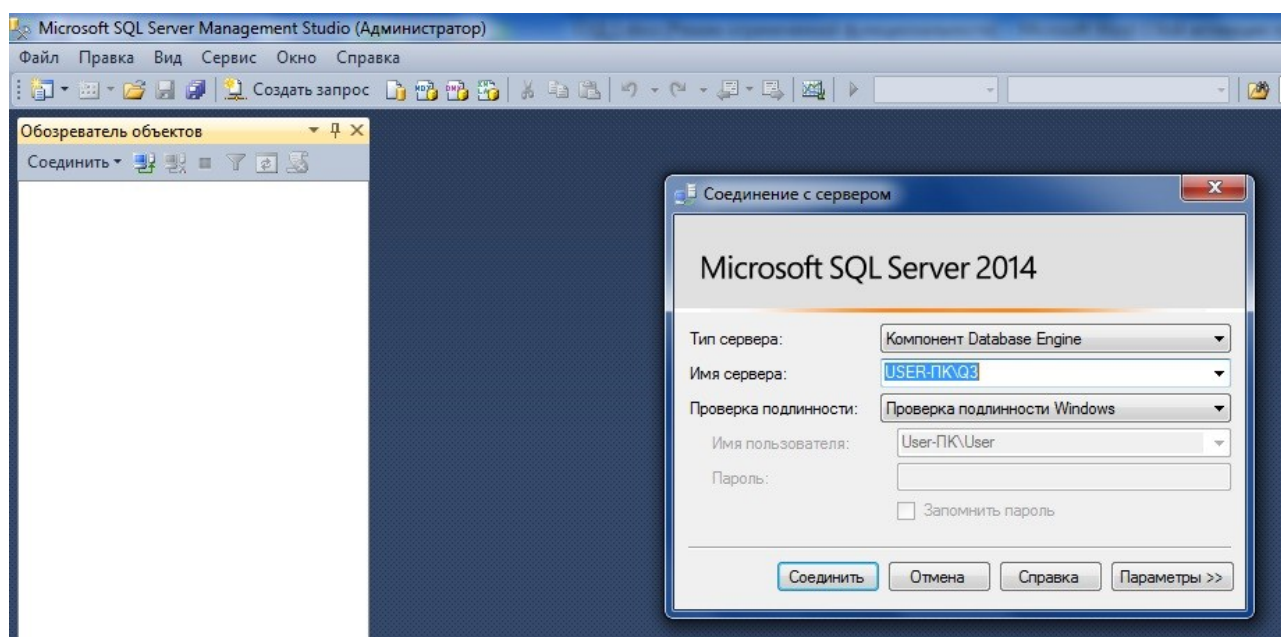 Microsoft SQL Server Management Studio (Администратор)
Файл Правка Вид Сервис Окно Справка
Создать запрос
Обозреватель объектов
Соединить
Соединение с сервером
Microsoft SQL Server 2014
Тип сервера: Компонент Database Engine
Имя сервера: USER-ПК\Q3
Проверка подлинности: Проверка подлинности Windows
Имя пользователя: User-ПК\User
Пароль:
Запомнить пароль
Соединить Отмена Справка Параметры >>